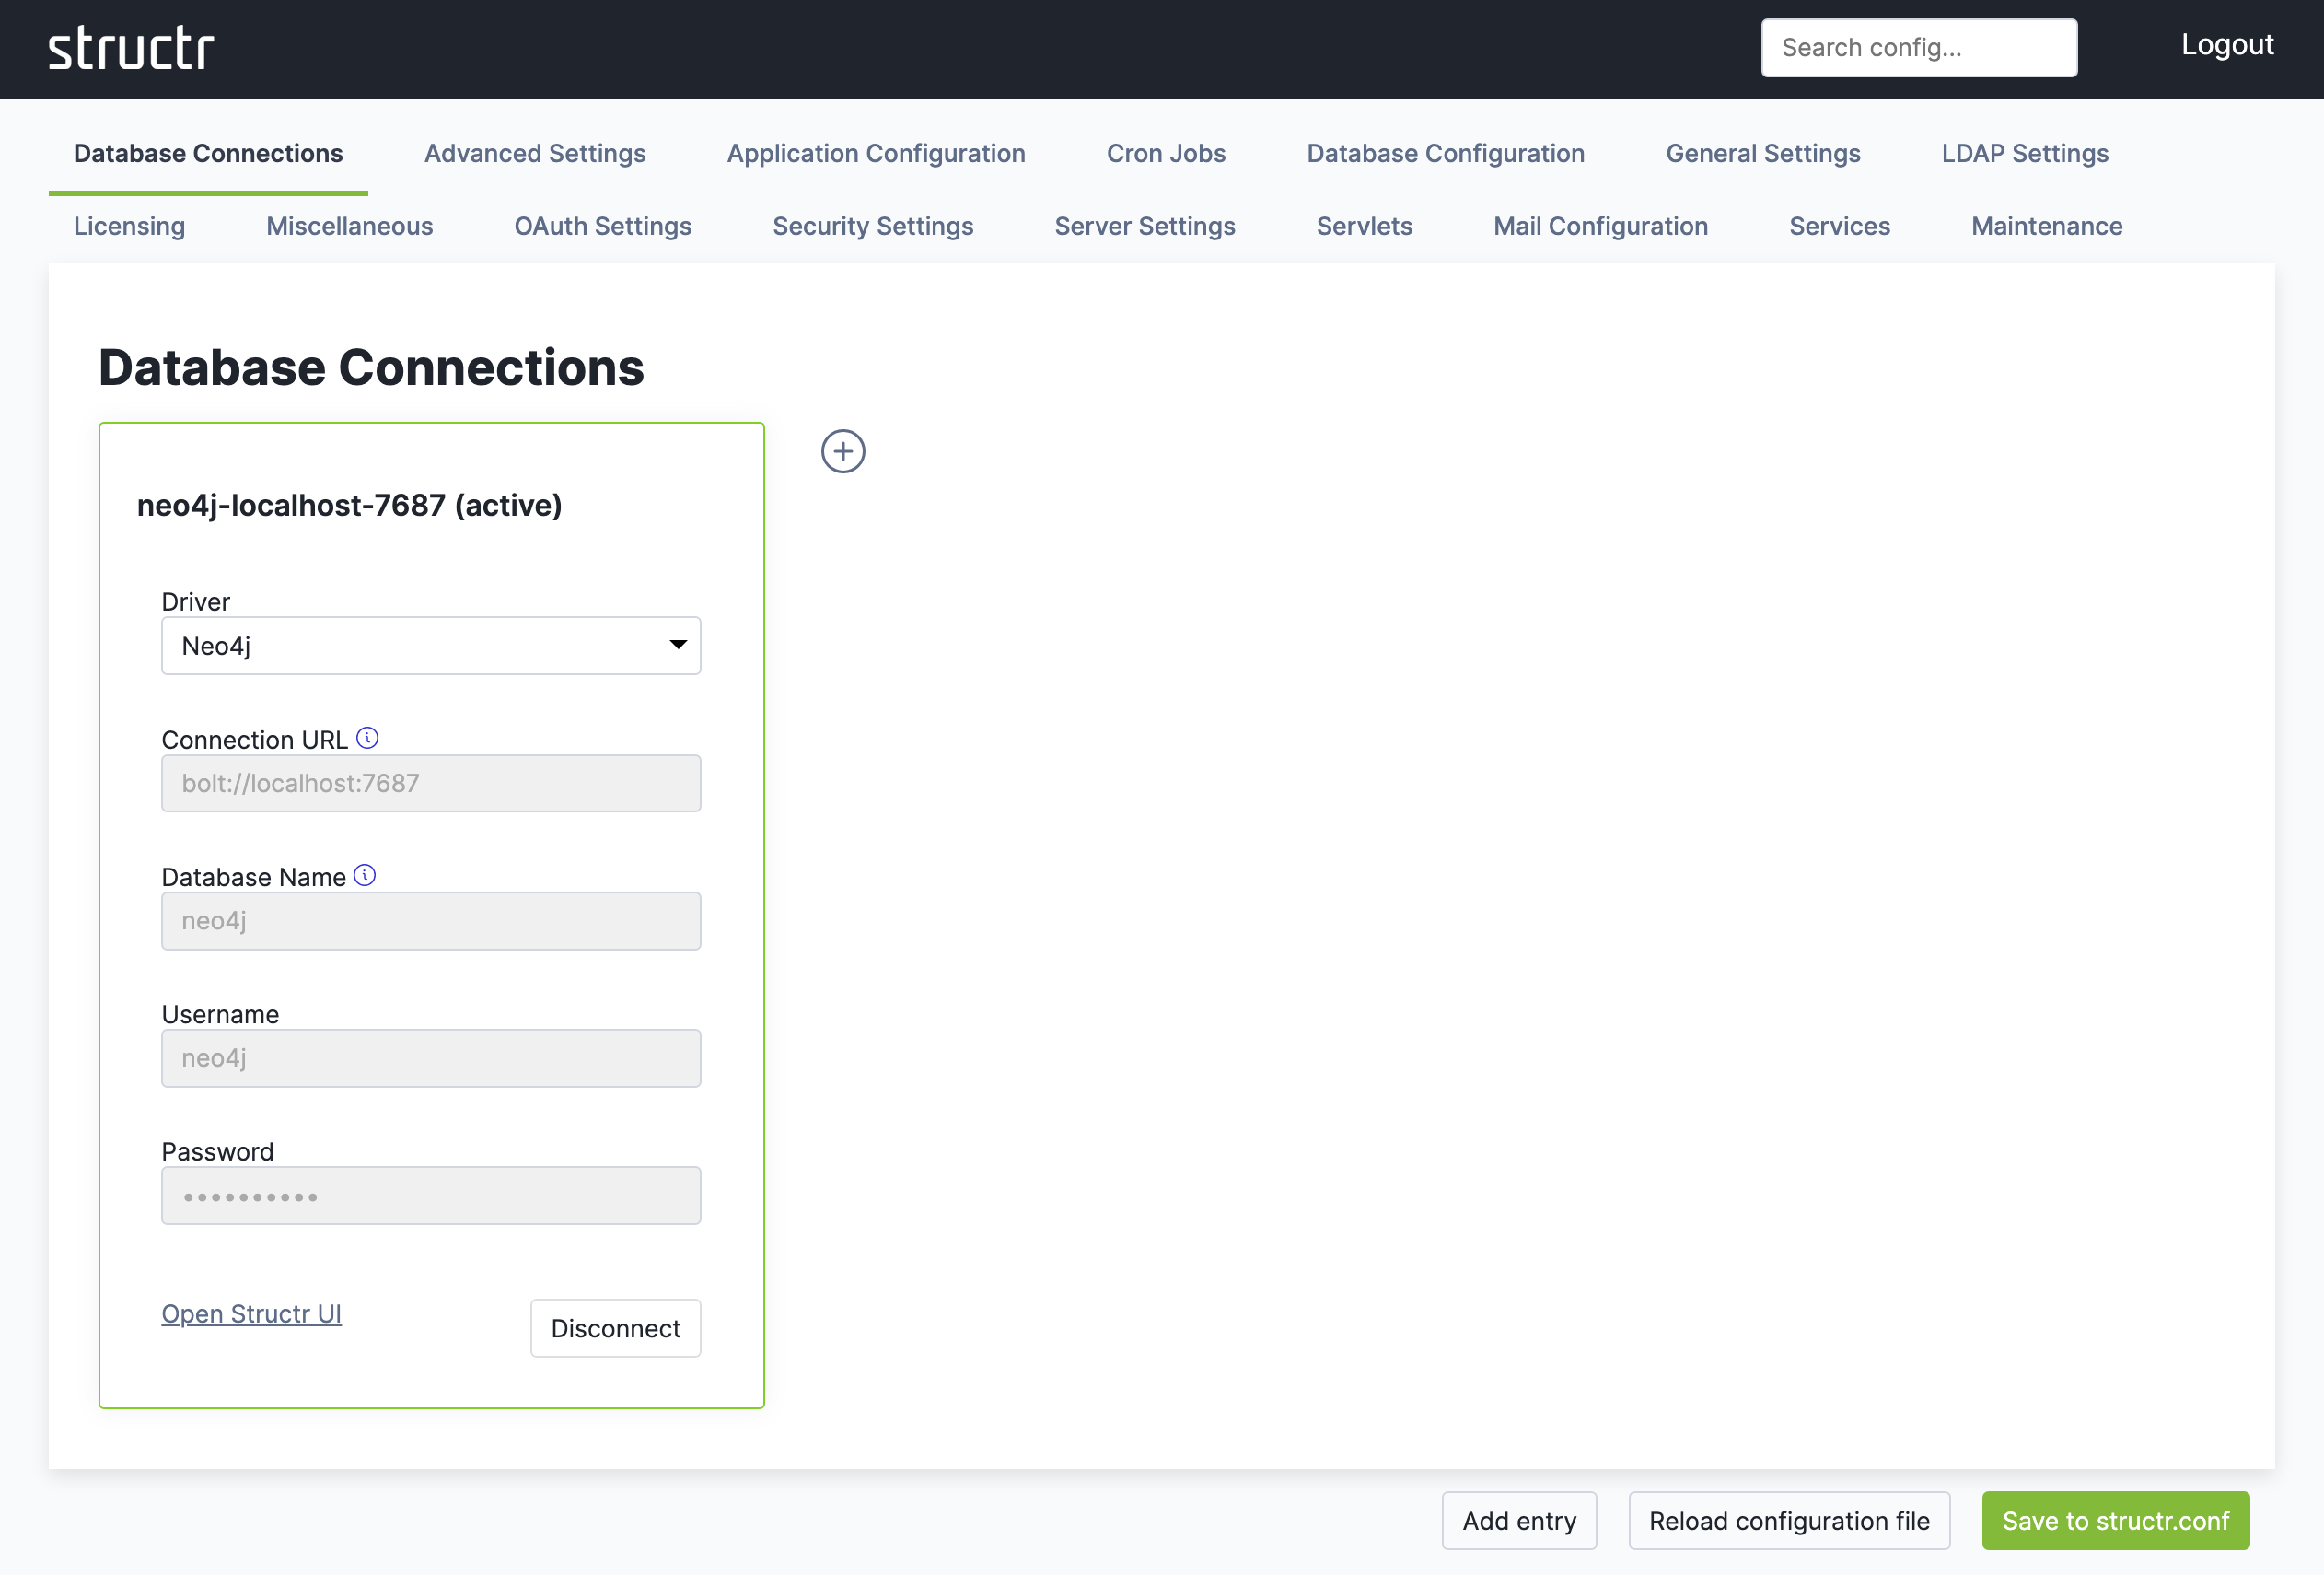 structr
Search config...
Logout
Database Connections
Advanced Settings
Application Configuration
Cron Jobs
Database Configuration
General Settings
LDAP Settings
Licensing
Miscellaneous
OAuth Settings
Security Settings
Server Settings
Servlets
Mail Configuration
Services
Maintenance
Database Connections
neo4j-localhost-7687 (active)
Driver
Neo4j
Connection URL
bolt://localhost:7687
Database Name
neo4j
Username
neo4j
Password
••••••••••
Open Structr UI
Disconnect
Add entry
Reload configuration file
Save to structr.conf